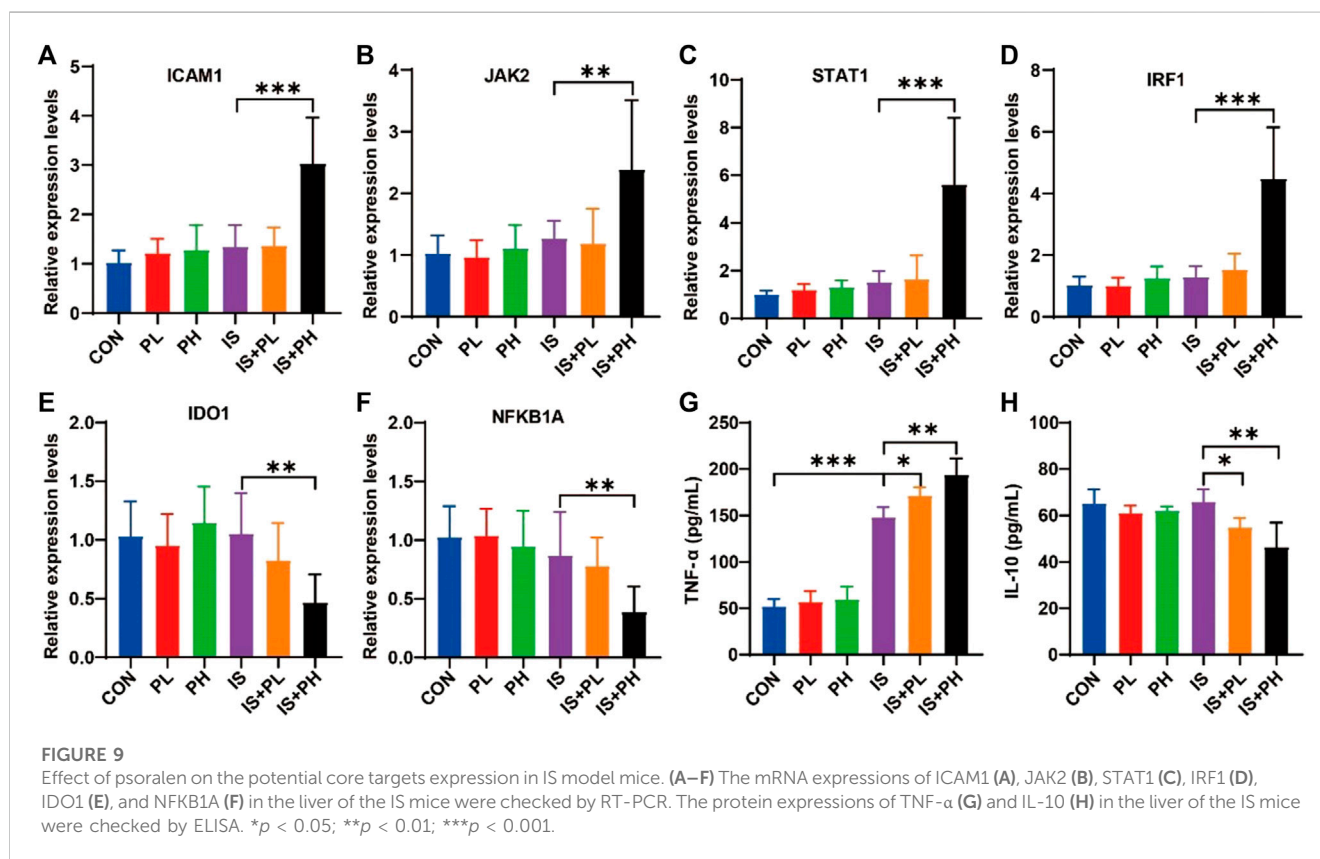 A
ICAM1
Relative expression levels
5
4
3
2
1
0
***
CON
PL
PH
IS
IS+PL
IS+PH
B
JAK2
Relative expression levels
4
3
2
1
0
**
CON
PL
PH
IS
IS+PL
IS+PH
C
STAT1
Relative expression levels
10
8
6
4
2
0
***
CON
PL
PH
IS
IS+PL
IS+PH
D
IRF1
Relative expression levels
8
6
4
2
0
***
CON
PL
PH
IS
IS+PL
IS+PH
E
IDO1
Relative expression levels
2.0
1.5
1.0
0.5
0.0
**
CON
PL
PH
IS
IS+PL
IS+PH
F
NFKB1A
Relative expression levels
2.0
1.5
1.0
0.5
0.0
**
CON
PL
PH
IS
IS+PL
IS+PH
G
TNF-α (pg/mL)
250
200
150
100
50
0
**
***
*
CON
PL
PH
IS
IS+PL
IS+PH
H
IL-10 (pg/mL)
100
80
60
40
20
0
**
*
CON
PL
PH
IS
IS+PL
IS+PH
FIGURE 9
Effect of psoralen on the potential core targets expression in IS model mice. (A–F) The mRNA expressions of ICAM1 (A), JAK2 (B), STAT1 (C), IRF1 (D),
IDO1 (E), and NFKB1A (F) in the liver of the IS mice were checked by RT-PCR. The protein expressions of TNF-α (G) and IL-10 (H) in the liver of the IS mice
were checked by ELISA. *p < 0.05; **p < 0.01; ***p < 0.001.